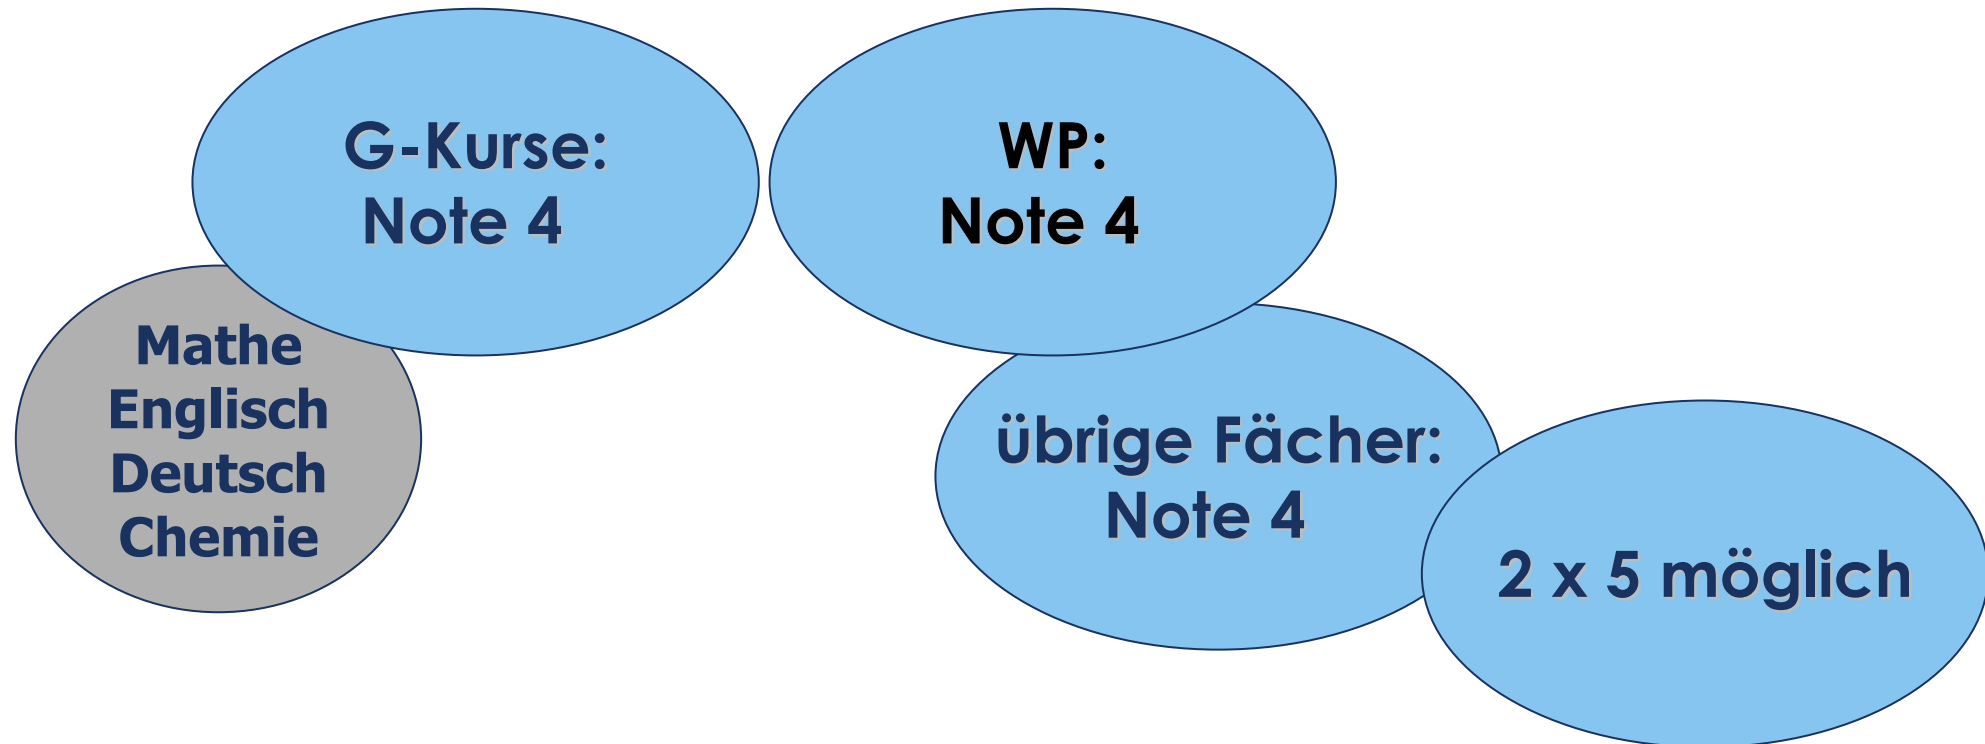 G-Kurse:
Note 4
WP:
Note 4
Mathe
Englisch
Deutsch
Chemie
übrige Fächer:
Note 4
2 x 5 möglich